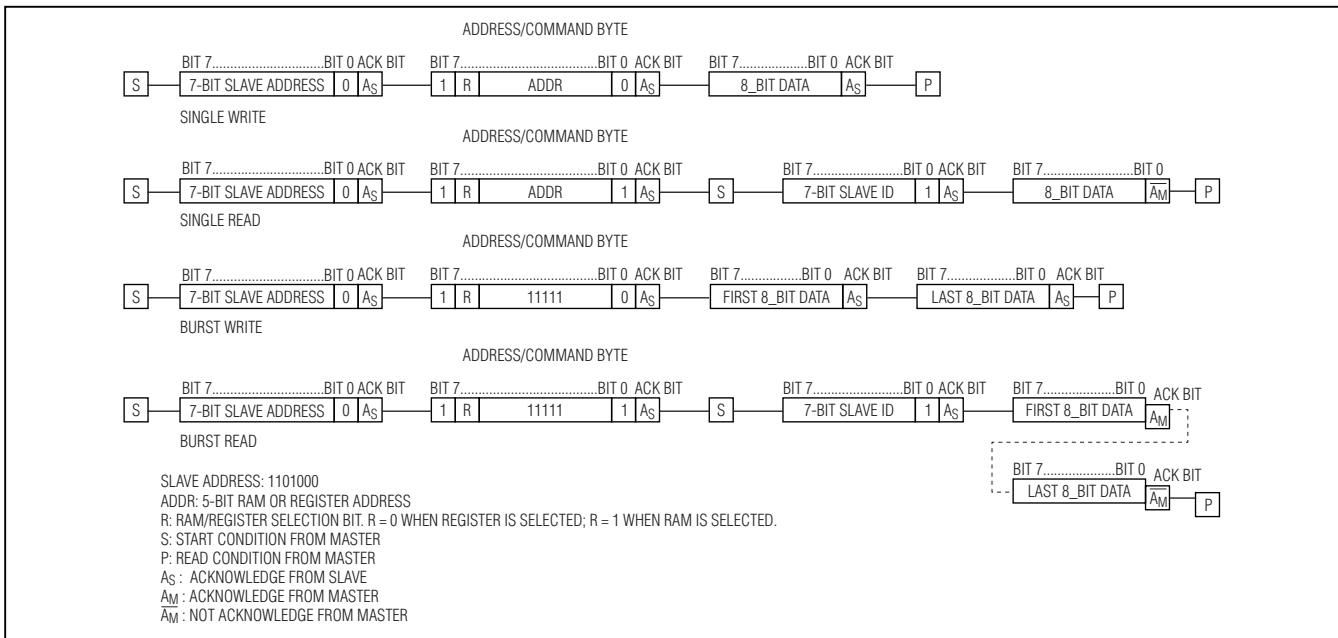 ADDRESS/COMMAND BYTE
BIT 7..............................BIT 0 ACK BIT BIT 7....................................BIT 0 ACK BIT BIT 7...................BIT 0 ACK BIT
S 7-BIT SLAVE ADDRESS 0 AS 1 R ADDR 0 AS 8_BIT DATA AS P
SINGLE WRITE
ADDRESS/COMMAND BYTE
BIT 7..............................BIT 0 ACK BIT BIT 7....................................BIT 0 ACK BIT BIT 7..............................BIT 0 ACK BIT BIT 7........................BIT 0
S 7-BIT SLAVE ADDRESS 0 AS 1 R ADDR 1 AS S 7-BIT SLAVE ID 1 AS 8_BIT DATA A̅M̅ P
SINGLE READ
ADDRESS/COMMAND BYTE
BIT 7..............................BIT 0 ACK BIT BIT 7....................................BIT 0 ACK BIT BIT 7................BIT 0 ACK BIT BIT 7................BIT 0 ACK BIT
S 7-BIT SLAVE ADDRESS 0 AS 1 R 11111 0 AS FIRST 8_BIT DATA AS LAST 8_BIT DATA AS P
BURST WRITE
ADDRESS/COMMAND BYTE
BIT 7..............................BIT 0 ACK BIT BIT 7....................................BIT 0 ACK BIT BIT 7..............................BIT 0 ACK BIT BIT 7...................BIT 0 ACK BIT
S 7-BIT SLAVE ADDRESS 0 AS 1 R 11111 1 AS S 7-BIT SLAVE ID 1 AS FIRST 8_BIT DATA AM
BURST READ
BIT 7...................BIT 0 ACK BIT
LAST 8_BIT DATA A̅M̅ P
SLAVE ADDRESS: 1101000
ADDR: 5-BIT RAM OR REGISTER ADDRESS
R: RAM/REGISTER SELECTION BIT. R = 0 WHEN REGISTER IS SELECTED; R = 1 WHEN RAM IS SELECTED.
S: START CONDITION FROM MASTER
P: READ CONDITION FROM MASTER
AS : ACKNOWLEDGE FROM SLAVE
AM : ACKNOWLEDGE FROM MASTER
A̅M̅ : NOT ACKNOWLEDGE FROM MASTER